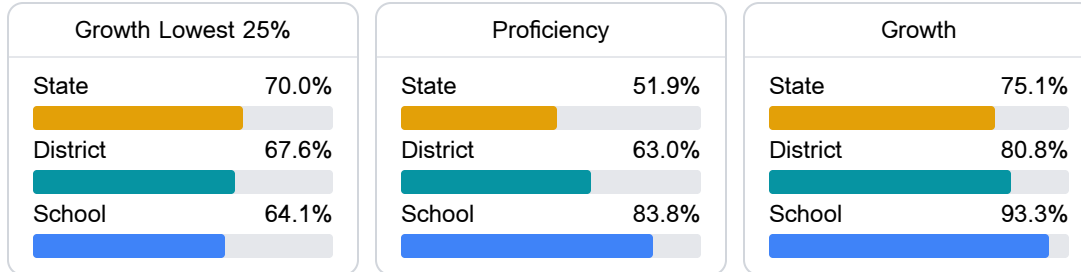 Growth Lowest 25%
State 70.0%
District 67.6%
School 64.1%
Proficiency
State 51.9%
District 63.0%
School 83.8%
Growth
State 75.1%
District 80.8%
School 93.3%